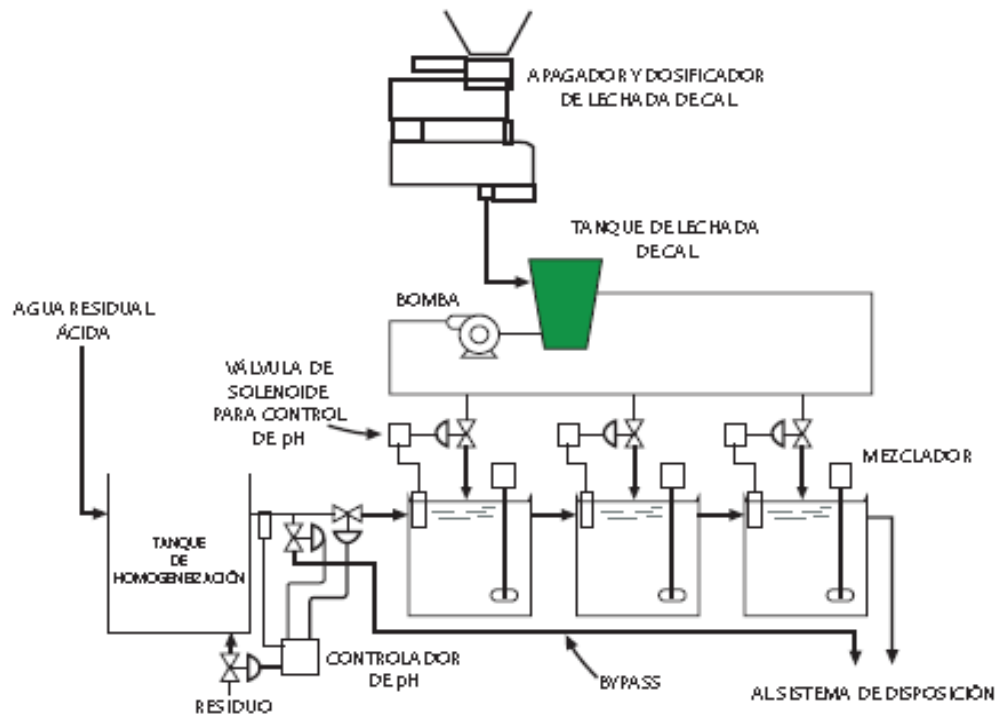 APAGADOR Y DOSIFICADOR
DE LECHADA DE CAL
TANQUE DE LECHADA
DE CAL
BOMBA
AGUA RESIDUAL
ÁCIDA
VÁLVULA DE
SOLENOIDE
PARA CONTROL
DE pH
MEZCLADOR
TANQUE
DE
HOMOGENEIZACIÓN
CONTROLADOR
DE pH
RESIDUO
BYPASS
AL SISTEMA DE DISPOSICIÓN